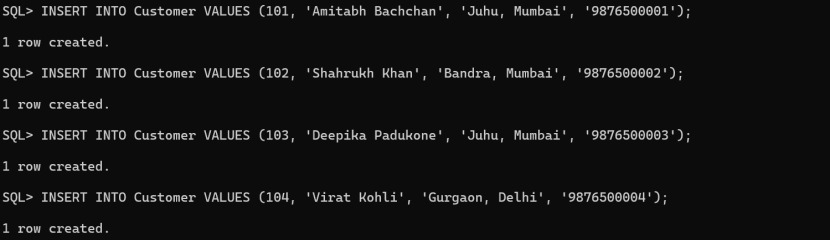 SQL> INSERT INTO Customer VALUES (101, 'Amitabh Bachchan', 'Juhu, Mumbai', '9876500001');
1 row created.
SQL> INSERT INTO Customer VALUES (102, 'Shahrukh Khan', 'Bandra, Mumbai', '9876500002');
1 row created.
SQL> INSERT INTO Customer VALUES (103, 'Deepika Padukone', 'Juhu, Mumbai', '9876500003');
1 row created.
SQL> INSERT INTO Customer VALUES (104, 'Virat Kohli', 'Gurgaon, Delhi', '9876500004');
1 row created.